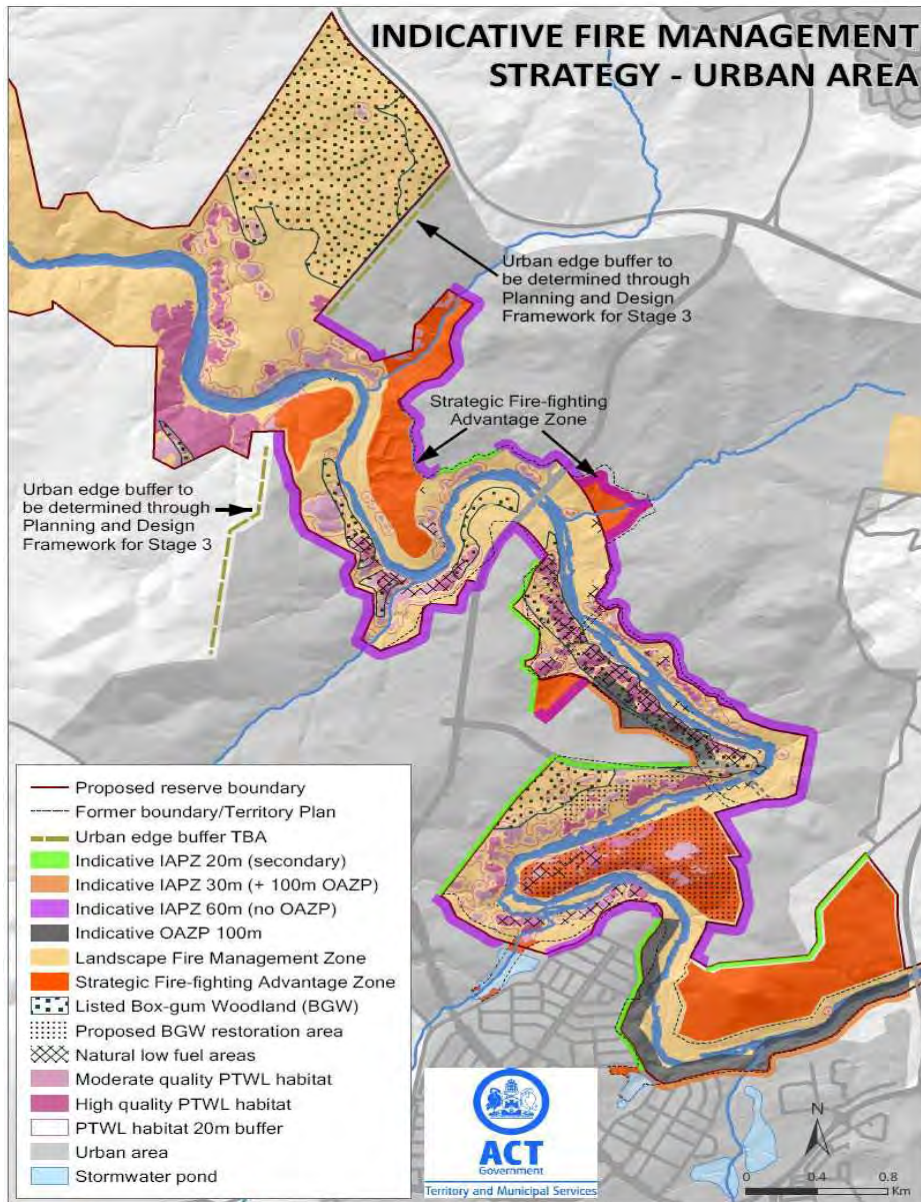 INDICATIVE FIRE MANAGEMENT
STRATEGY - URBAN AREA
Urban edge buffer to
be determined through
Planning and Design
Framework for Stage 3
Strategic Fire-fighting
Advantage Zone
Urban edge buffer to
be determined through
Planning and Design
Framework for Stage 3
Proposed reserve boundary
Former boundary/Territory Plan
Urban edge buffer TBA
Indicative IAPZ 20m (secondary)
Indicative IAPZ 30m (+ 100m OAZP)
Indicative IAPZ 60m (no OAZP)
Indicative OAZP 100m
Landscape Fire Management Zone
Strategic Fire-fighting Advantage Zone
Listed Box-gum Woodland (BGW)
Proposed BGW restoration area
Natural low fuel areas
Moderate quality PTWL habitat
High quality PTWL habitat
PTWL habitat 20m buffer
Urban area
Stormwater pond
ACT
Government
Territory and Municipal Services
N
0 0.4 0.8
Km